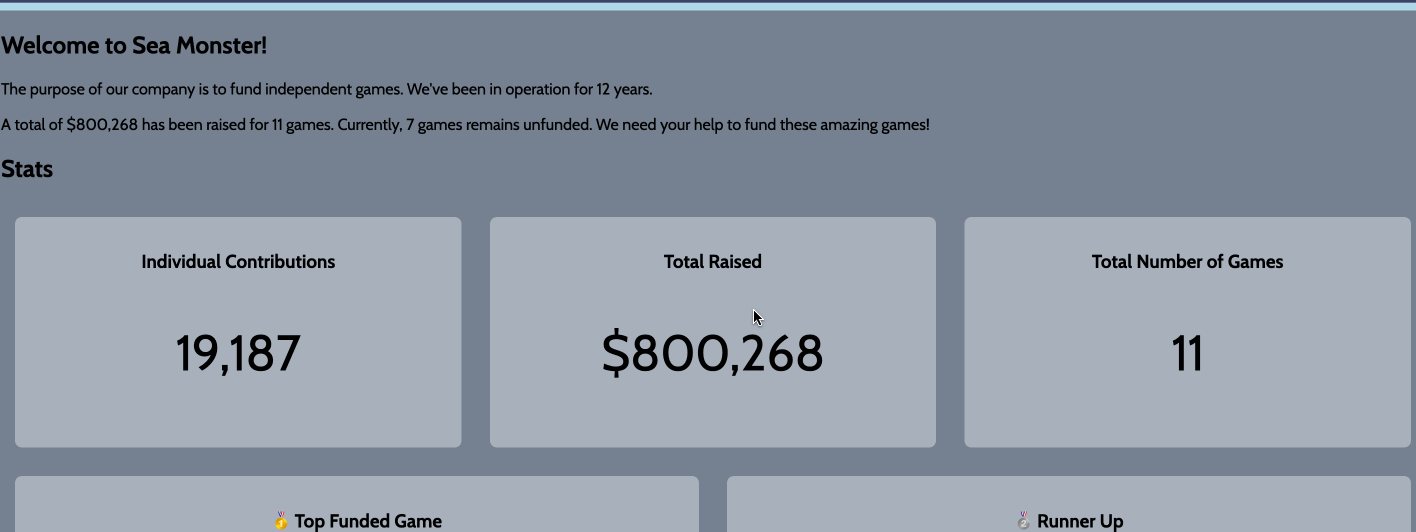 Welcome to Sea Monster!
The purpose of our company is to fund independent games. We've been in operation for 12 years.
A total of $800,268 has been raised for 11 games. Currently, 7 games remains unfunded. We need your help to fund these amazing games!
Stats
Individual Contributions
19,187
Total Raised
$800,268
Total Number of Games
11
🥇 Top Funded Game
🥈 Runner Up